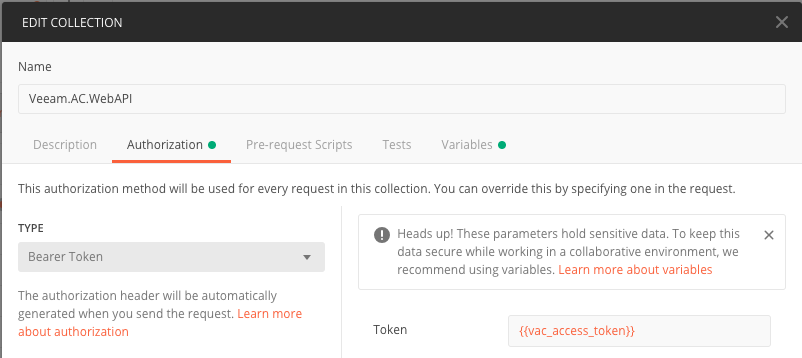 EDIT COLLECTION
Name
Veeam.AC.WebAPI
Description Authorization Pre-request Scripts Tests Variables
This authorization method will be used for every request in this collection. You can override this by specifying one in the request.
TYPE
Bearer Token
The authorization header will be automatically
generated when you send the request. Learn more
about authorization
Heads up! These parameters hold sensitive data. To keep this
data secure while working in a collaborative environment, we
recommend using variables. Learn more about variables
Token {{vac_access_token}}